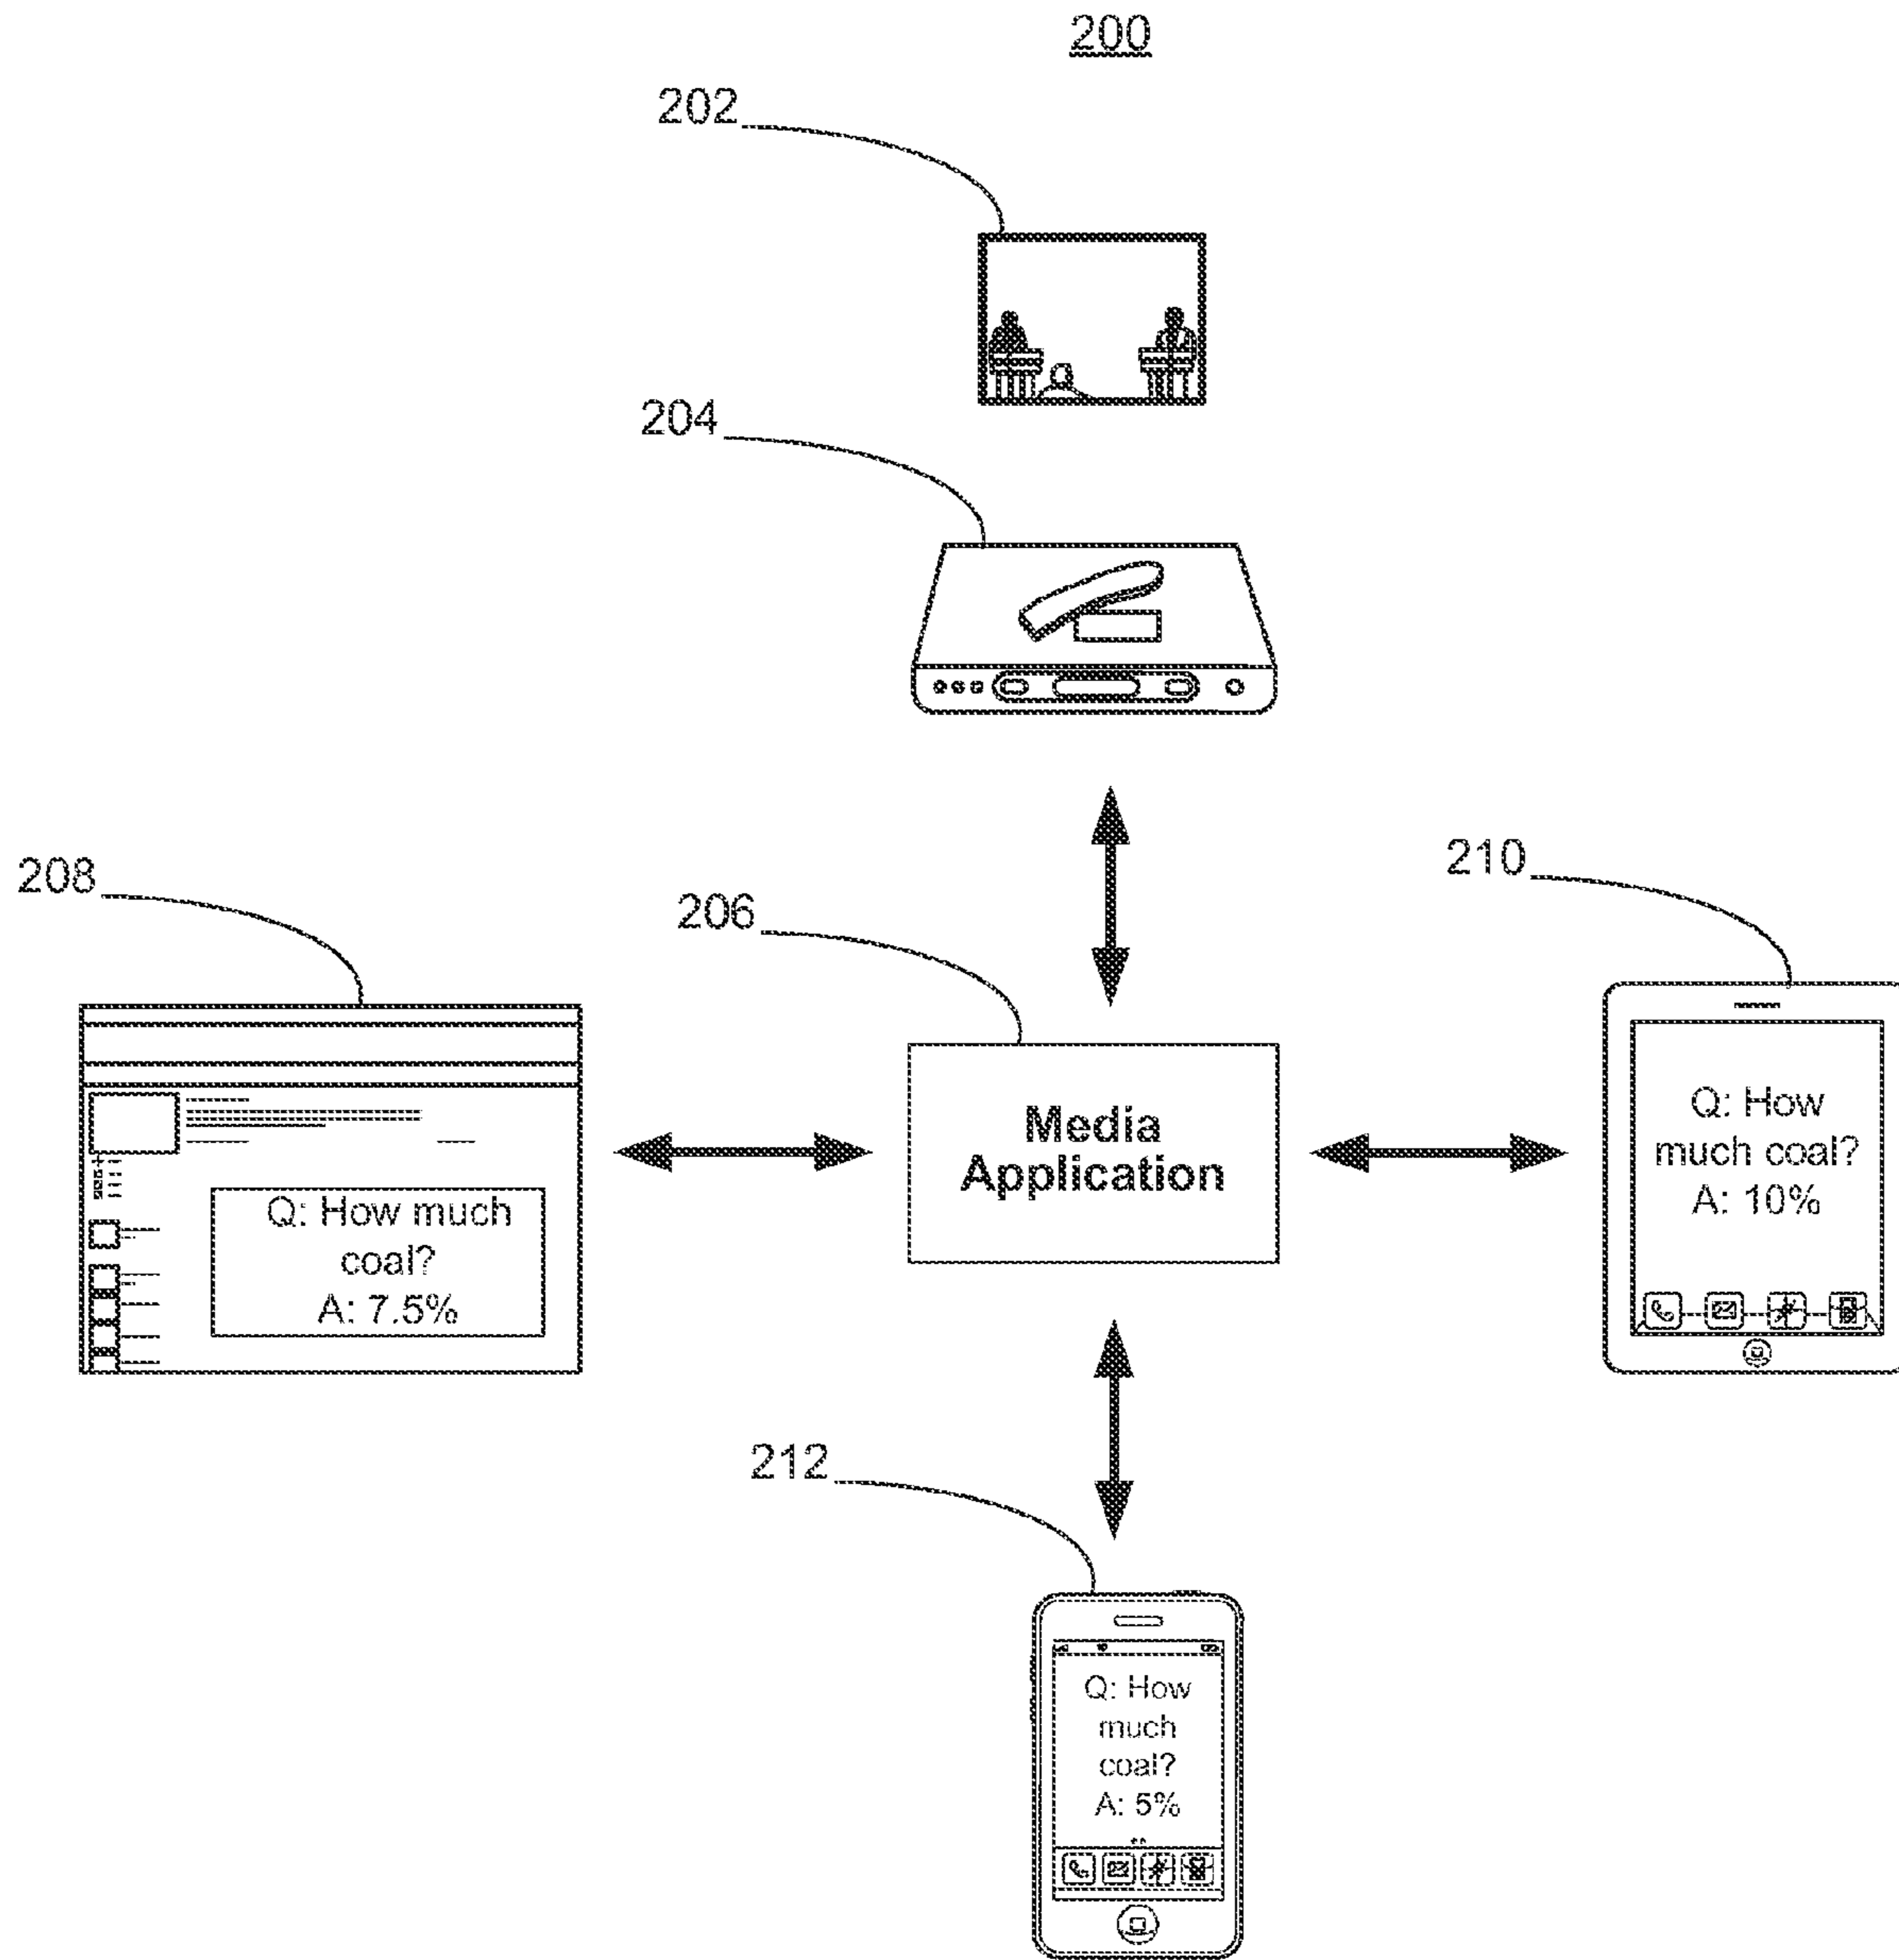 200
202
204
208
206
210
Media
Application
Q: How much
coal?
A: 7.5%
Q: How
much coal?
A: 10%
212
Q: How
much
coal?
A: 5%